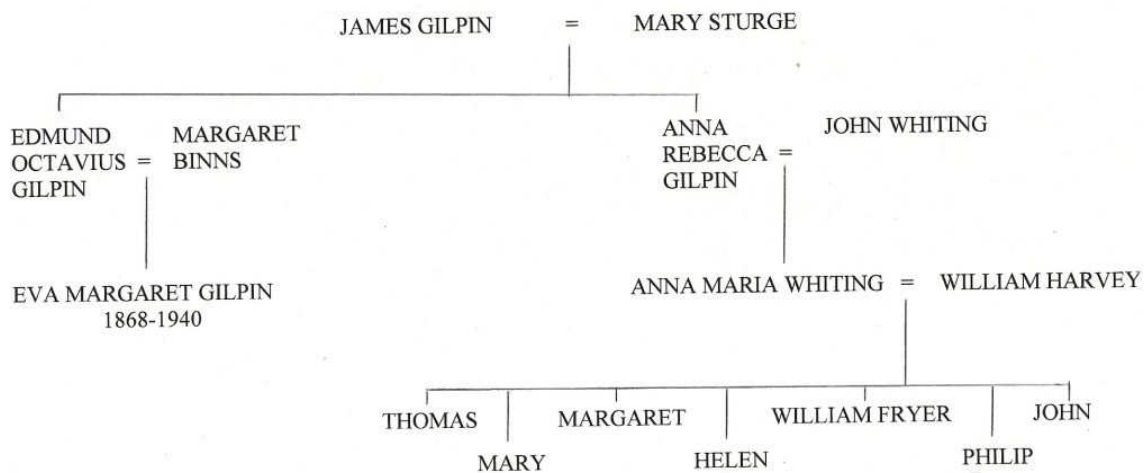 JAMES GILPIN = MARY STURGE
EDMUND
OCTAVIUS =
GILPIN
MARGARET
BINNS
ANNA
REBECCA =
GILPIN
JOHN WHITING
EVA MARGARET GILPIN
1868-1940
ANNA MARIA WHITING = WILLIAM HARVEY
THOMAS MARGARET WILLIAM FRYER JOHN
MARY HELEN PHILIP